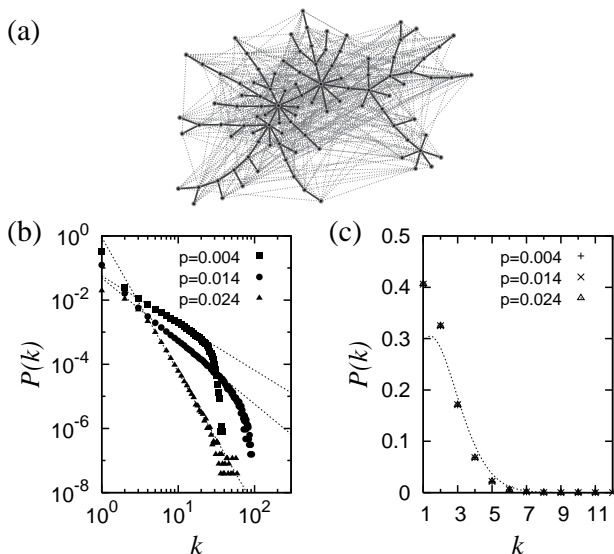 (a)
(b)
(c)
10^0
10^-2
10^-4
10^-6
10^-8
P(k)
p=0.004
p=0.014
p=0.024
10^0
10^1
10^2
k
0.5
0.4
0.3
0.2
0.1
0
P(k)
p=0.004
p=0.014
p=0.024
1 3 5 7 9 11
k